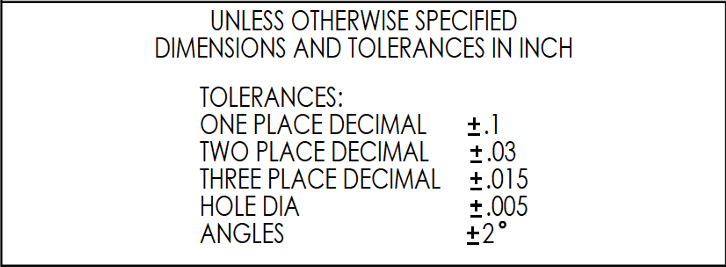 UNLESS OTHERWISE SPECIFIED
DIMENSIONS AND TOLERANCES IN INCH
TOLERANCES:
ONE PLACE DECIMAL ±.1
TWO PLACE DECIMAL ±.03
THREE PLACE DECIMAL ±.015
HOLE DIA ±.005
ANGLES ±2°